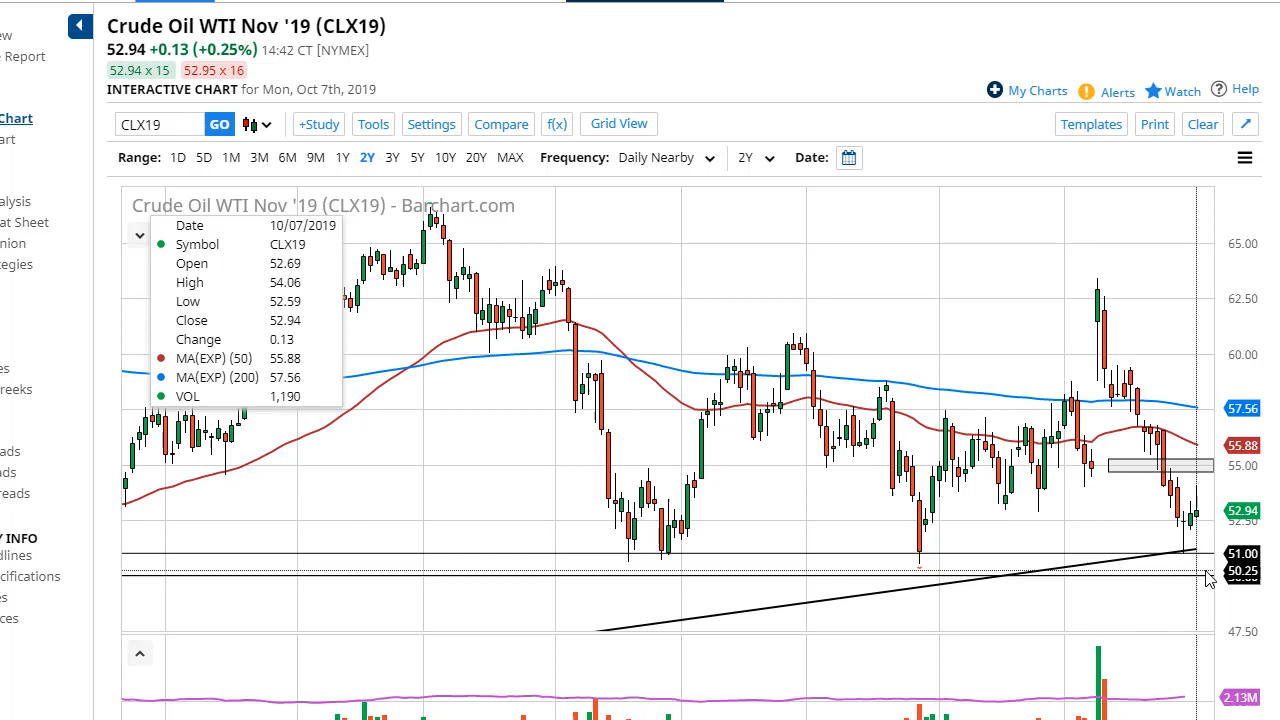 Crude Oil WTI Nov '19 (CLX19)
52.94 +0.13 (+0.25%) 14:42 CT [NYMEX]
52.94 x 15 52.95 x 16
INTERACTIVE CHART for Mon, Oct 7th, 2019
My Charts Alerts Watch Help
CLX19 GO +Study Tools Settings Compare f(x) Grid View Templates Print Clear
Range: 1D 5D 1M 3M 6M 9M 1Y 2Y 3Y 5Y 10Y 20Y MAX Frequency: Daily Nearby 2Y Date:
Crude Oil WTI Nov '19 (CLX19) - Barchart.com
Date 10/07/2019
Symbol CLX19
Open 52.69
High 54.06
Low 52.59
Close 52.94
Change 0.13
MA(EXP) (50) 55.88
MA(EXP) (200) 57.56
VOL 1,190
65.00
62.50
60.00
57.56
55.88
55.00
52.94
52.50
51.00
50.25
47.50
2.13M
ew
e Report
Chart
art
alysis
at Sheet
nion
tegies
es
reeks
ads
ads
reads
Y INFO
dlines
cifications
es
ces